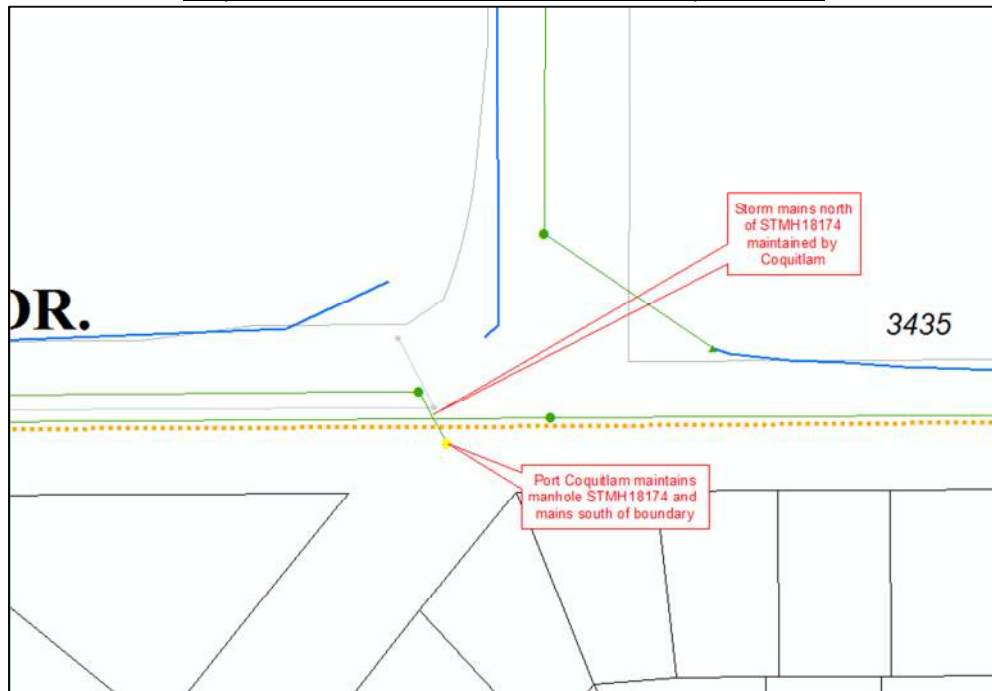 Storm mains north
of STMH18174
maintained by
Coquitlam
DR.
3435
Port Coquitlam maintains
manhole STMH18174 and
mains south of boundary